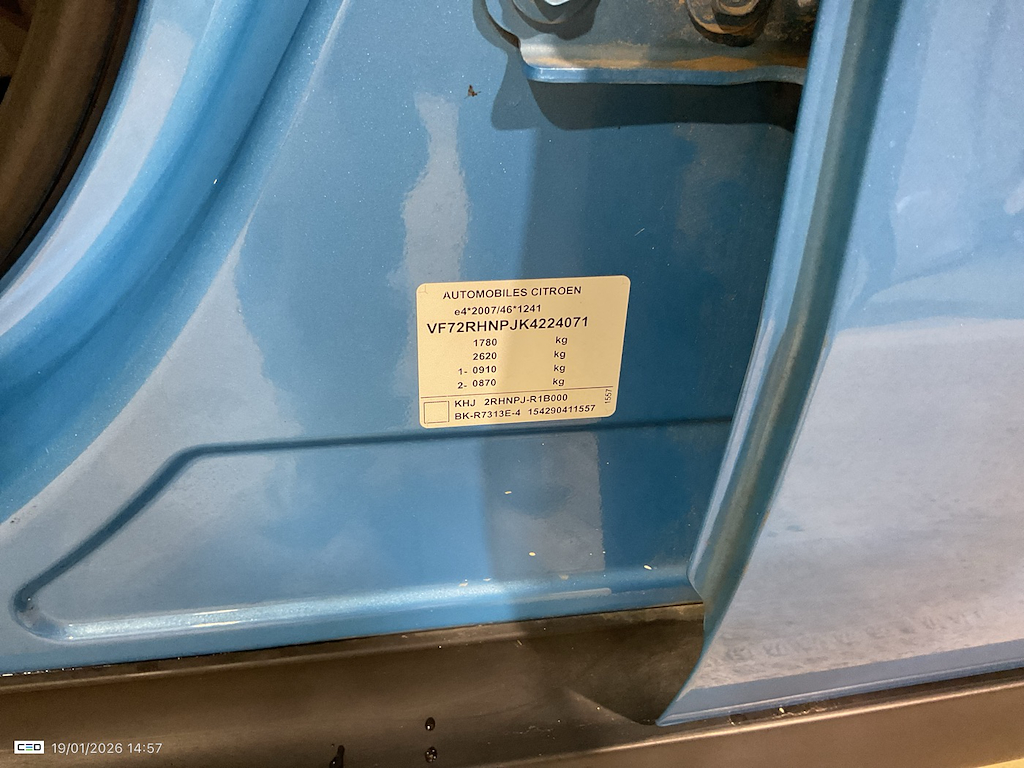 AUTOMOBILES CITROEN
e4*2007/46*1241
VF72RHNPJK4224071
1780 kg
2620 kg
1- 0910 kg
2- 0870 kg
KHJ 2RHNPJ-R1B000
BK-R7313E-4 154290411557
1557
CEO 19/01/2026 14:57